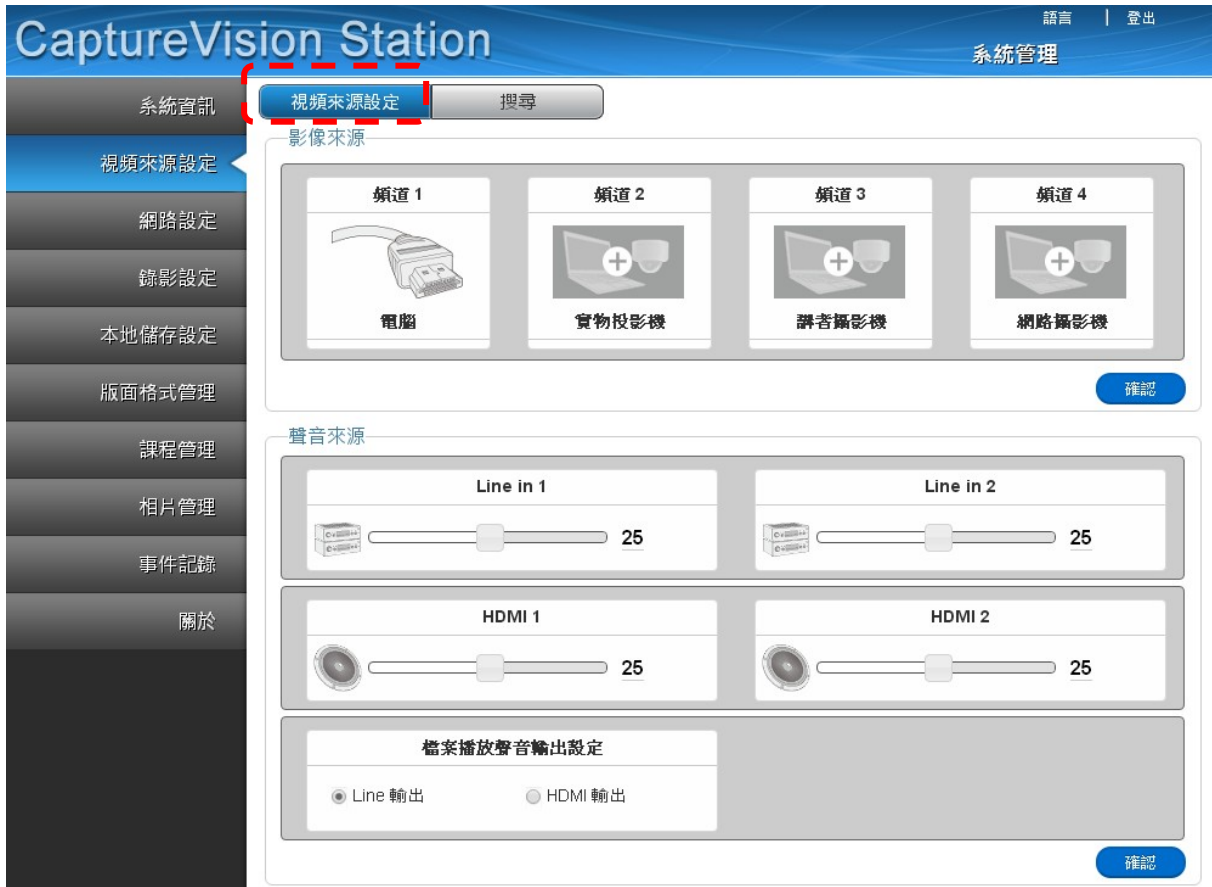 CaptureVision Station
語言 | 登出
系統管理
系統資訊
視頻來源設定
網路設定
錄影設定
本地儲存設定
版面格式管理
課程管理
相片管理
事件記錄
關於
視頻來源設定 搜尋
影像來源
頻道 1 頻道 2 頻道 3 頻道 4
電腦 實物投影機 講者攝影機 網路攝影機
確認
聲音來源
Line in 1 Line in 2
25 25
HDMI 1 HDMI 2
25 25
檔案播放聲音輸出設定
Line 輸出 HDMI 輸出
確認